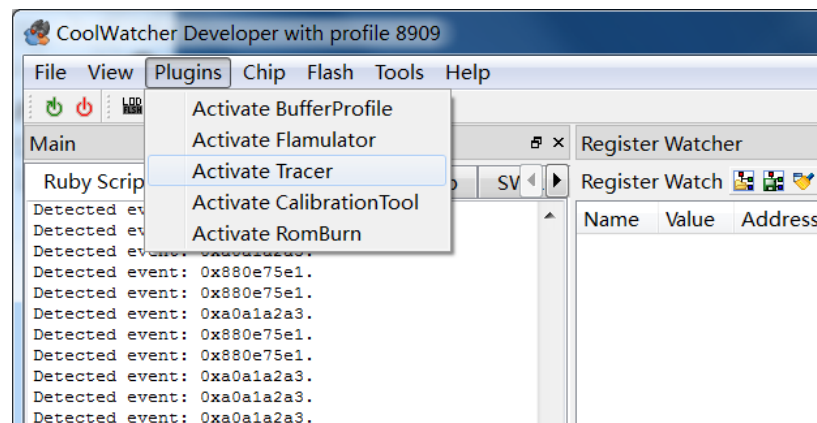 CoolWatcher Developer with profile 8909
File View Plugins Chip Flash Tools Help
Activate BufferProfile
Activate Flamulator
Activate Tracer
Activate CalibrationTool
Activate RomBurn
Main
Register Watcher
Ruby Scrip
SV
Register Watch
Name Value Address
Detected ev
Detected ev
Detected event: 0xa0a1a2a3.
Detected event: 0x880e75e1.
Detected event: 0x880e75e1.
Detected event: 0xa0a1a2a3.
Detected event: 0x880e75e1.
Detected event: 0x880e75e1.
Detected event: 0xa0a1a2a3.
Detected event: 0xa0a1a2a3.
Detected event: 0xa0a1a2a3.